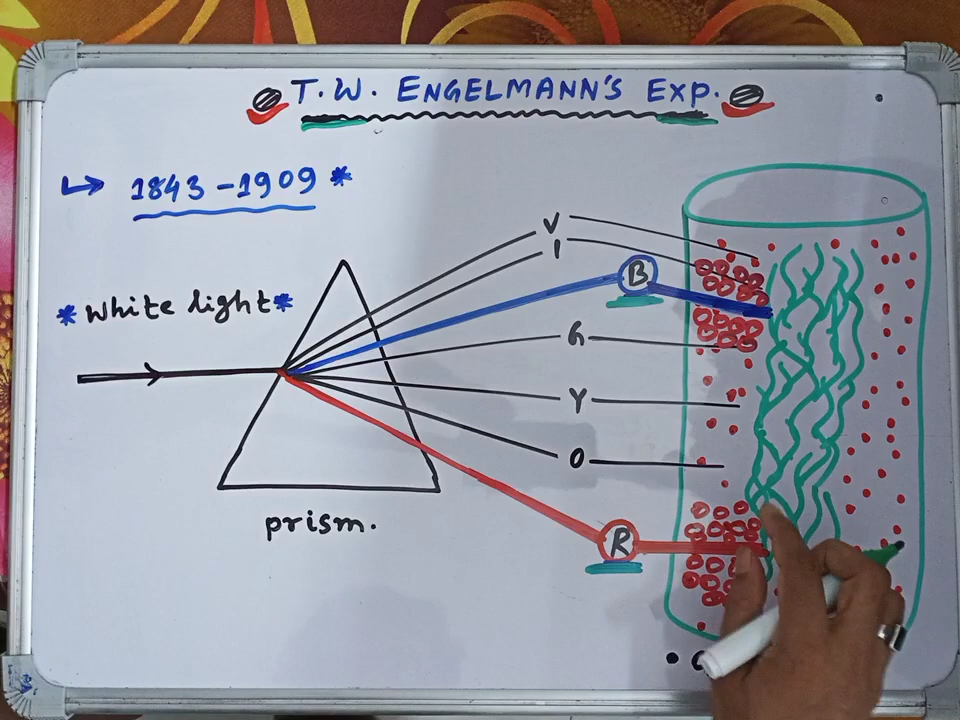 T. W. ENGELMANN'S EXP.
↳ 1843-1909 *
V
I
B
* White light *
G
Y
O
R
prism.